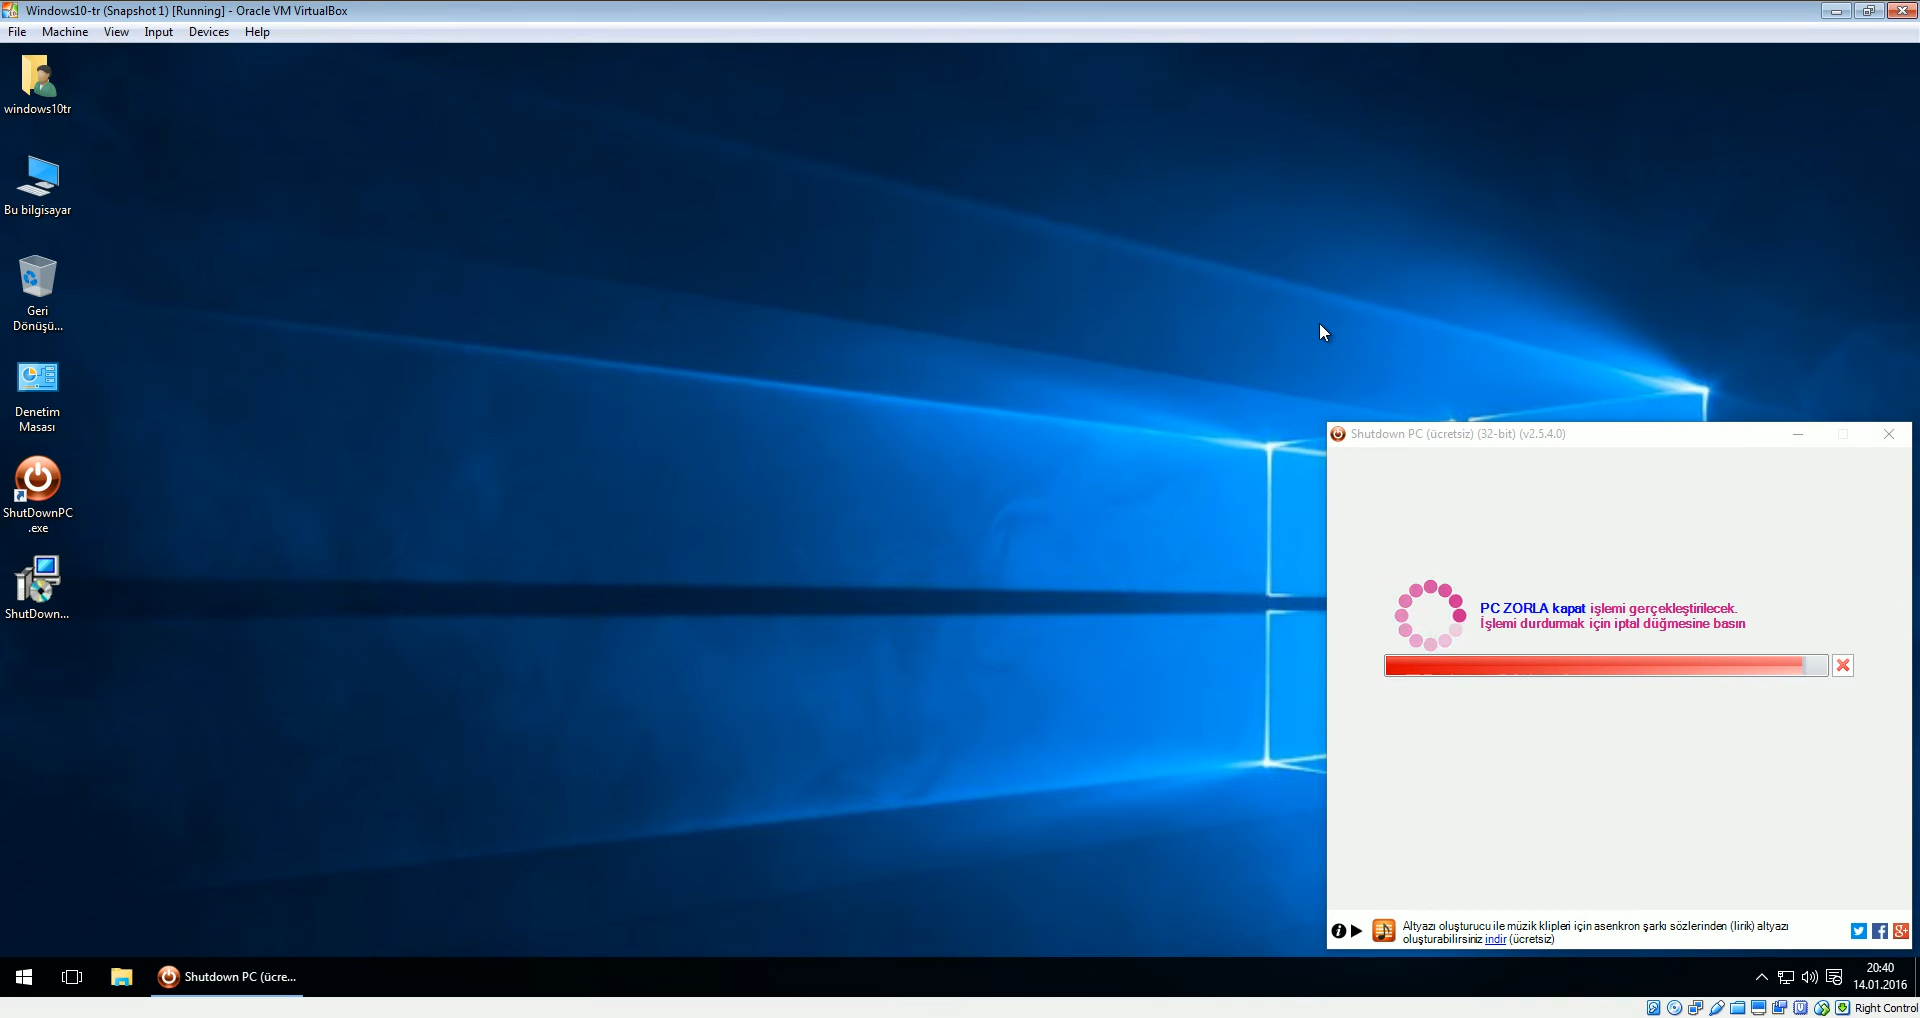 Windows10-tr (Snapshot 1) [Running] - Oracle VM VirtualBox
File Machine View Input Devices Help
windows10tr
Bu bilgisayar
Geri
Dönüşü...
Denetim
Masası
ShutDownPC
.exe
ShutDown...
Shutdown PC (ücretsiz) (32-bit) (v2.5.4.0)
PC ZORLA kapat işlemi gerçekleştirilecek.
İşlemi durdurmak için iptal düğmesine basın
Altyazı oluşturucu ile müzik klipleri için asenkron şarkı sözlerinden (lirik) altyazı
oluşturabilirsiniz indir (ücretsiz)
Shutdown PC (ücre...
20:40
14.01.2016
Right Control